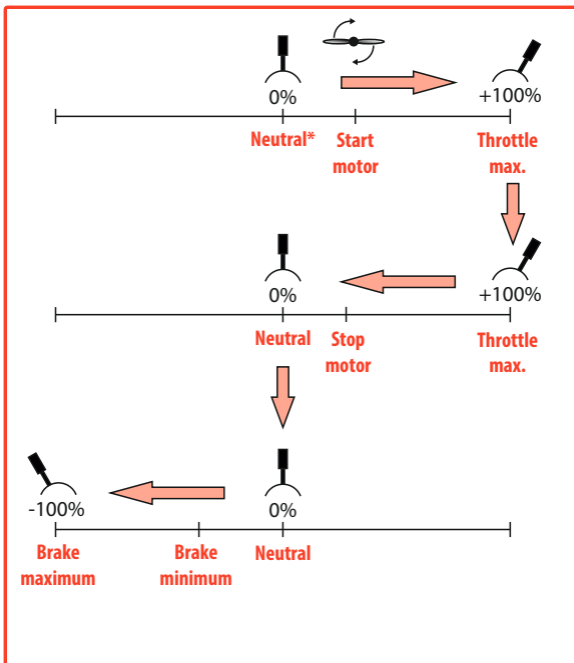 0%
+100%
Neutral* Start Throttle
motor max.
0%
+100%
Neutral Stop Throttle
motor max.
-100%
0%
Brake Brake Neutral
maximum minimum